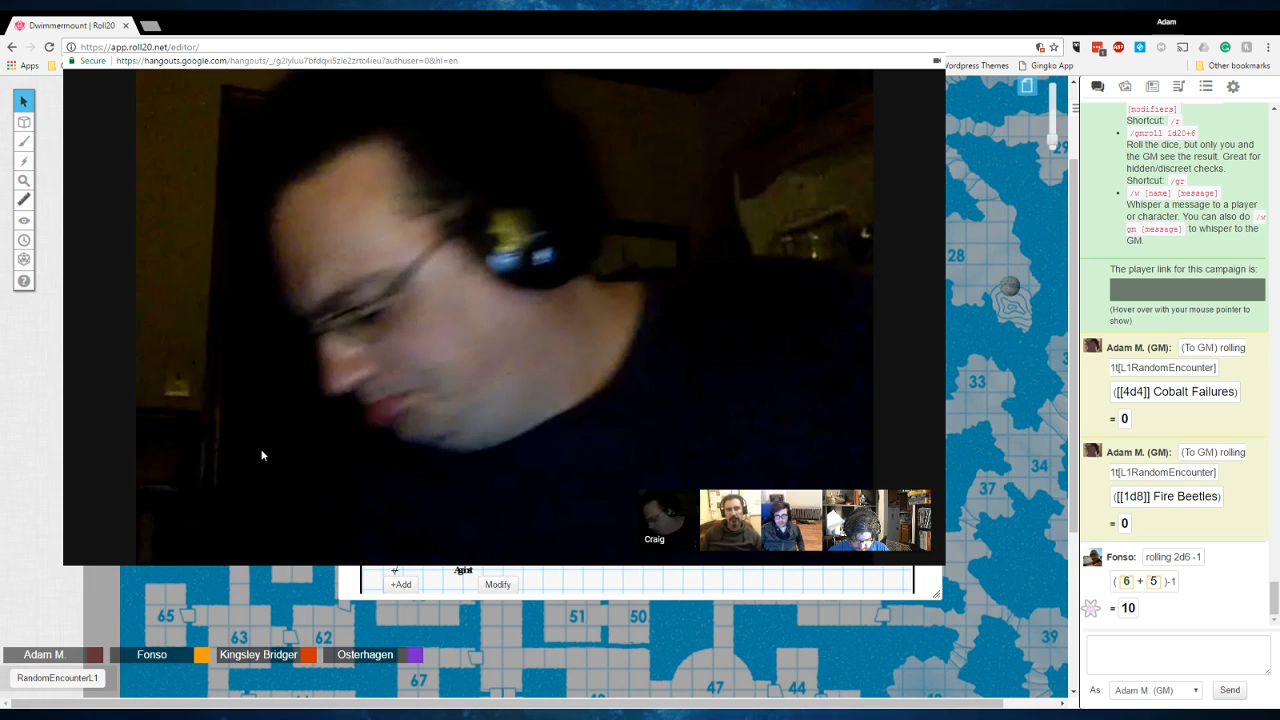 Adam
Dwimmermount | Roll20
https://app.roll20.net/editor/
Secure
https://hangouts.google.com/hangouts/_/g2iyluu7bfdqxi5zle2zrtc4ieu?authuser=0&hl=en
Apps
Wordpress Themes
Gingko App
Other bookmarks
[modifiers]
Shortcut: /r
/gmroll 1d20+6
Roll the dice, but only you and
the GM see the result. Great for
hidden/discreet checks.
Shortcut: /gr
/w [name] [message]
Whisper a message to a player
or character. You can also do /w
gm [message] to whisper to the
GM.
The player link for this campaign is:
(Hover over with your mouse pointer to
show)
Adam M. (GM): (To GM) rolling
1t[L1RandomEncounter]
([[4d4]] Cobalt Failures)
= 0
Adam M. (GM): (To GM) rolling
1t[L1RandomEncounter]
([[1d8]] Fire Beetles)
= 0
Fonso: rolling 2d6 -1
( 6 + 5 )-1
= 10
29
28
33
34
37
Craig
+Add
Modify
65
63
62
51
50
39
67
47
44
Adam M.
Fonso
Kingsley Bridger
Osterhagen
RandomEncounterL1
As:
Adam M. (GM)
Send